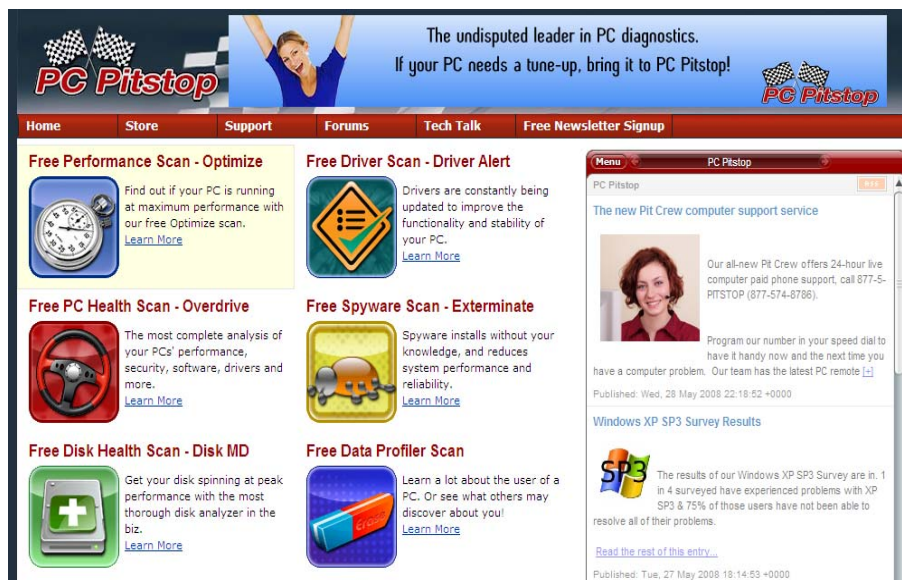 PC Pitstop
The undisputed leader in PC diagnostics.
If your PC needs a tune-up, bring it to PC Pitstop!
PC Pitstop
Home Store Support Forums Tech Talk Free Newsletter Signup
Free Performance Scan - Optimize
Find out if your PC is running
at maximum performance with
our free Optimize scan.
Learn More
Free Driver Scan - Driver Alert
Drivers are constantly being
updated to improve the
functionality and stability of
your PC.
Learn More
Free PC Health Scan - Overdrive
The most complete analysis of
your PCs' performance,
security, software, drivers and
more.
Learn More
Free Spyware Scan - Exterminate
Spyware installs without your
knowledge, and reduces
system performance and
reliability.
Learn More
Free Disk Health Scan - Disk MD
Get your disk spinning at peak
performance with the most
thorough disk analyzer in the
biz.
Learn More
Free Data Profiler Scan
Erase
Learn a lot about the user of a
PC. Or see what others may
discover about you!
Learn More
Menu PC Pitstop
PC Pitstop
The new Pit Crew computer support service
Our all-new Pit Crew offers 24-hour live
computer paid phone support, call 877-5-
PITSTOP (877-574-8786).
Program our number in your speed dial to
have it handy now and the next time you
have a computer problem. Our team has the latest PC remote [+]
Published: Wed, 28 May 2008 22:18:52 +0000
Windows XP SP3 Survey Results
SP3
The results of our Windows XP SP3 Survey are in. 1
in 4 surveyed have experienced problems with XP
SP3 & 75% of those users have not been able to
resolve all of their problems.
Read the rest of this entry...
Published: Tue, 27 May 2008 18:14:53 +0000